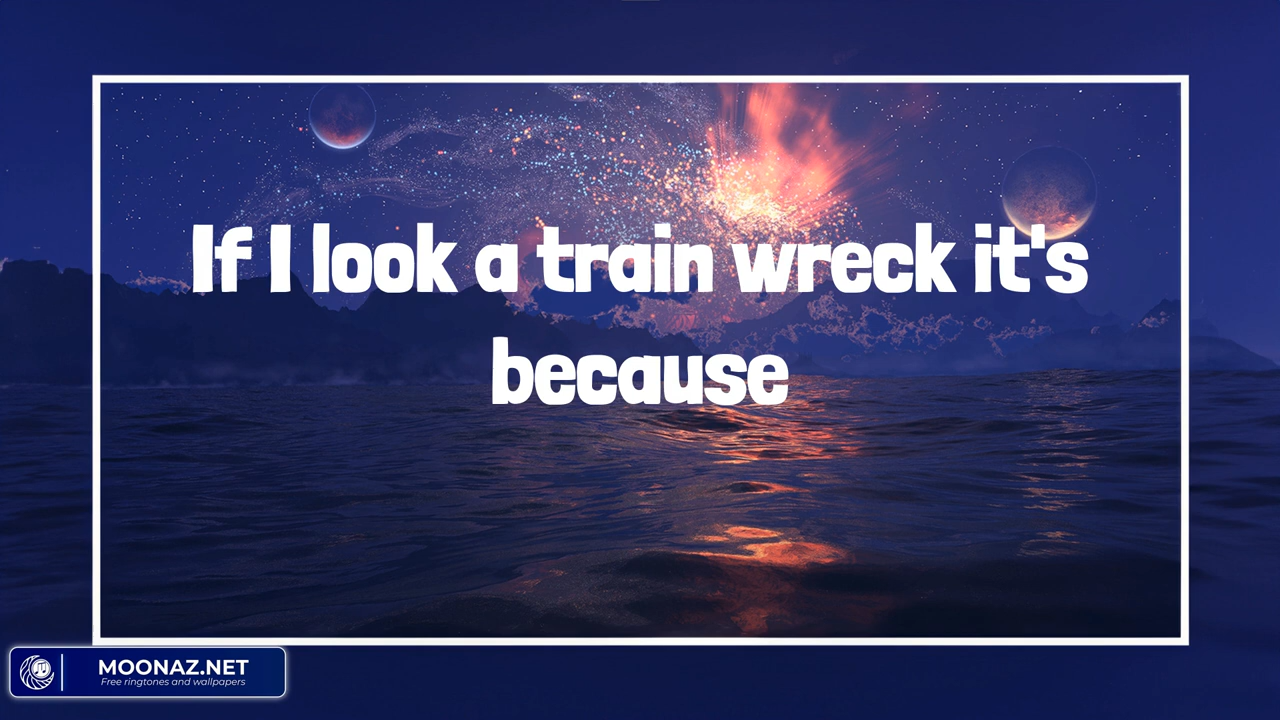 If I look a train wreck it's
because
MOONAZ.NET
Free ringtones and wallpapers